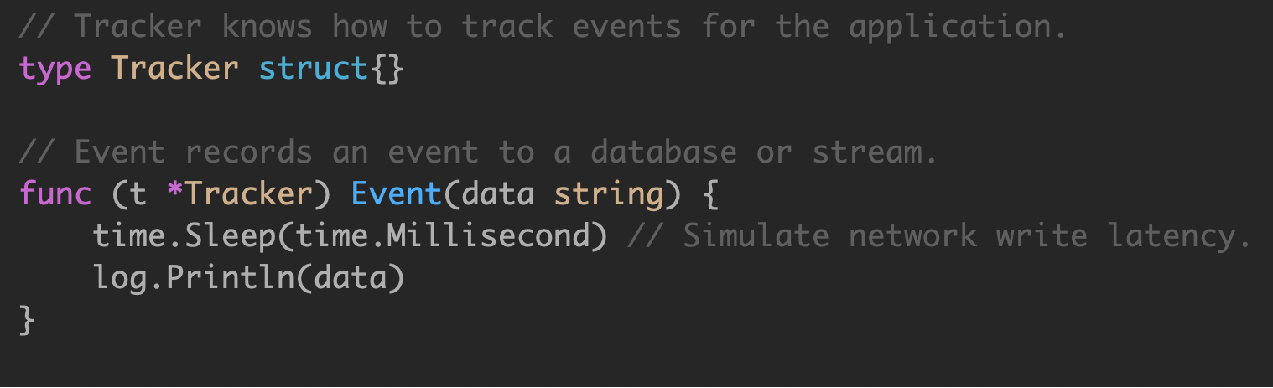 // Tracker knows how to track events for the application.
type Tracker struct{}
// Event records an event to a database or stream.
func (t *Tracker) Event(data string) {
    time.Sleep(time.Millisecond) // Simulate network write latency.
    log.Println(data)
}